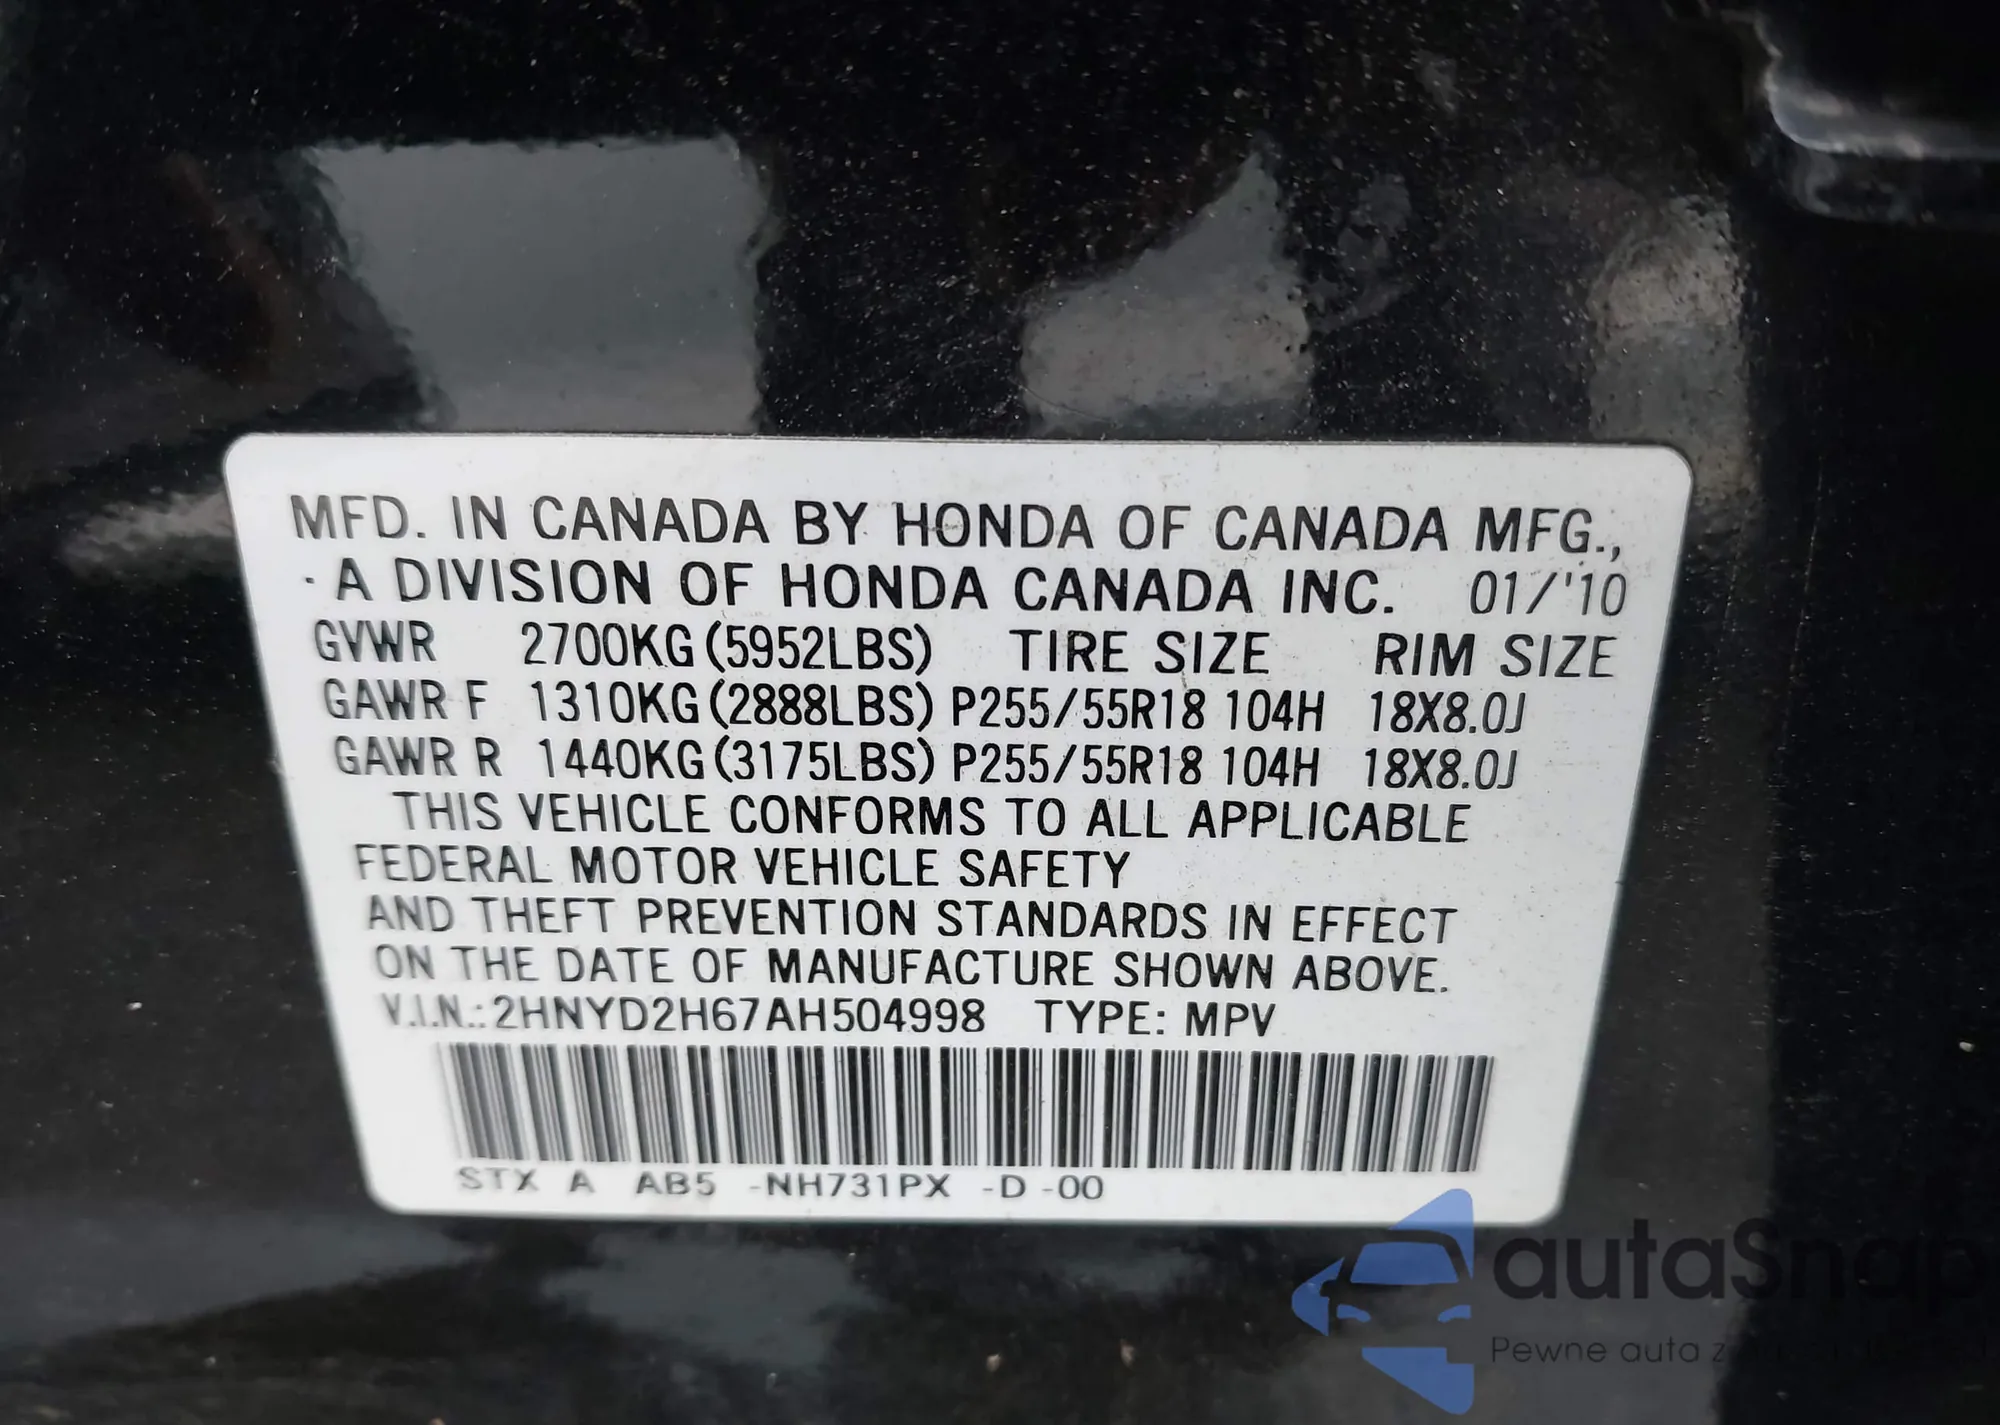 MFD. IN CANADA BY HONDA OF CANADA MFG.,
· A DIVISION OF HONDA CANADA INC. 01/'10
GVWR 2700KG (5952LBS) TIRE SIZE RIM SIZE
GAWR F 1310KG (2888LBS) P255/55R18 104H 18X8.0J
GAWR R 1440KG (3175LBS) P255/55R18 104H 18X8.0J
THIS VEHICLE CONFORMS TO ALL APPLICABLE
FEDERAL MOTOR VEHICLE SAFETY
AND THEFT PREVENTION STANDARDS IN EFFECT
ON THE DATE OF MANUFACTURE SHOWN ABOVE.
V.I.N.: 2HNYD2H67AH504998 TYPE: MPV
STX A AB5 -NH731PX -D -00
autaSnap
Pewne auta z